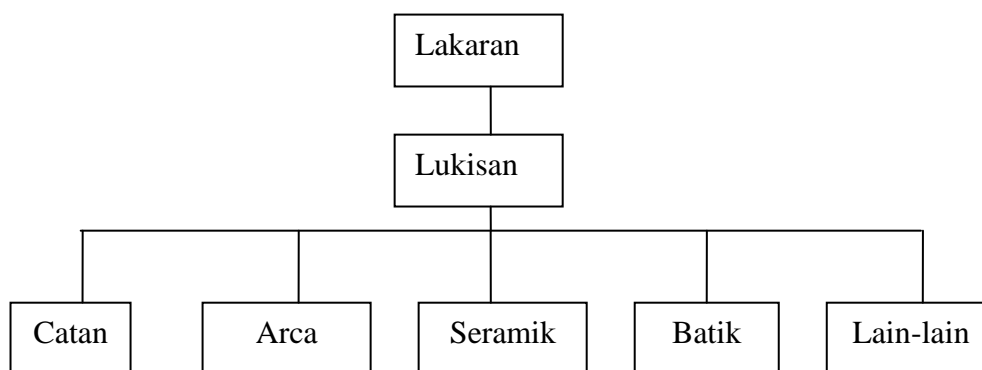 Lakaran
Lukisan
Catan
Arca
Seramik
Batik
Lain-lain